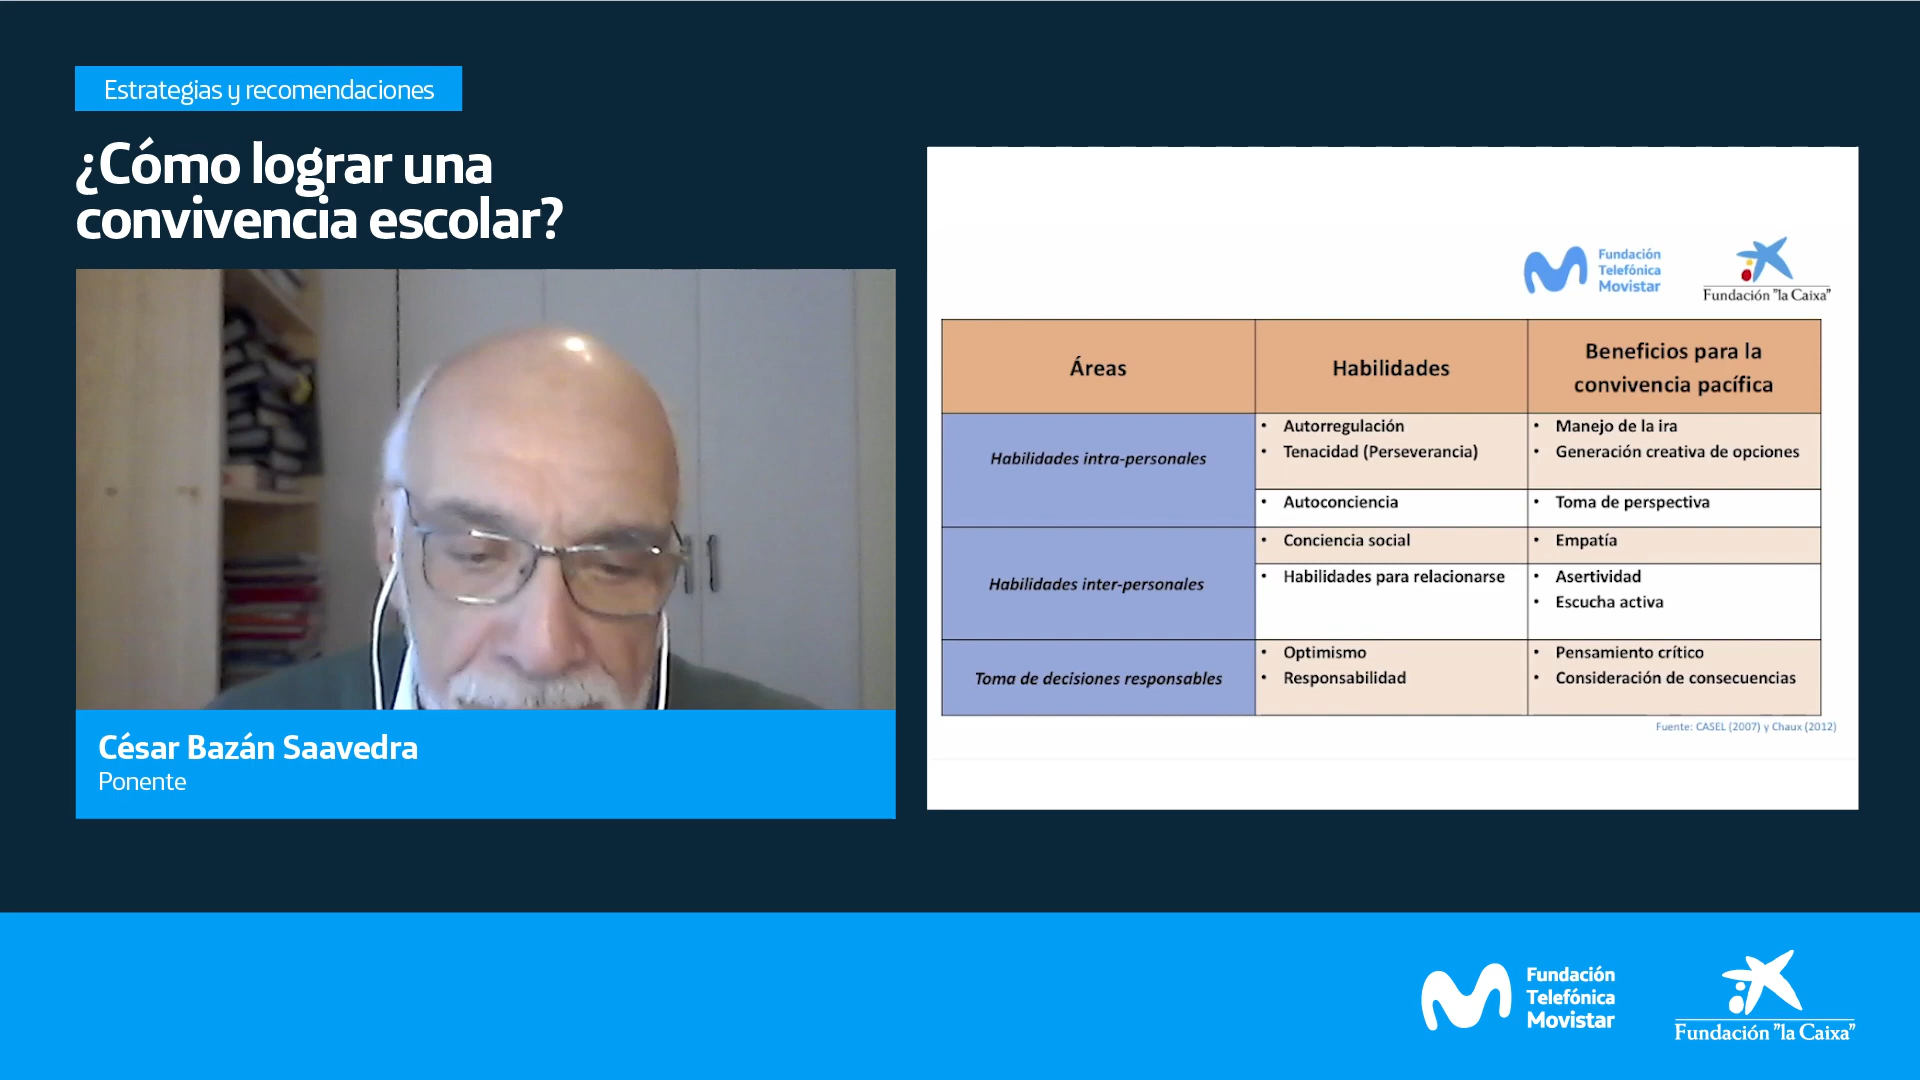 Estrategias y recomendaciones
¿Cómo lograr una
convivencia escolar?
César Bazán Saavedra
Ponente
Fundación
Telefónica
Movistar
Fundación "la Caixa"
Áreas
Habilidades
Beneficios para la
convivencia pacífica
Habilidades intra-personales
• Autorregulación
• Tenacidad (Perseverancia)
• Manejo de la ira
• Generación creativa de opciones
• Autoconciencia
• Toma de perspectiva
Habilidades inter-personales
• Conciencia social
• Empatía
• Habilidades para relacionarse
• Asertividad
• Escucha activa
Toma de decisiones responsables
• Optimismo
• Responsabilidad
• Pensamiento crítico
• Consideración de consecuencias
Fuente: CASEL (2007) y Chaux (2012)
Fundación
Telefónica
Movistar
Fundación "la Caixa"